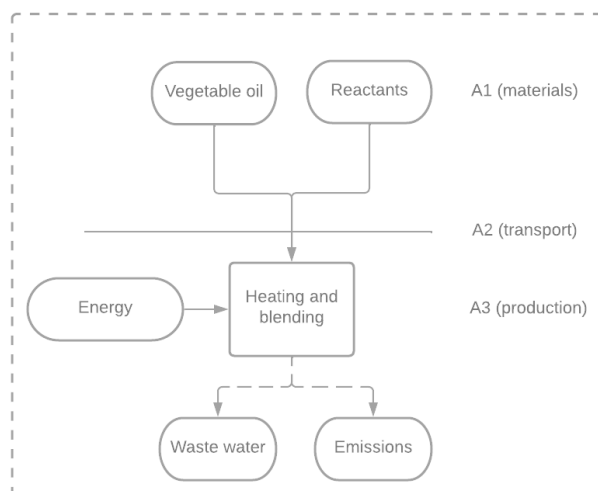 Vegetable oil
Reactants
A1 (materials)
A2 (transport)
Energy
Heating and
blending
A3 (production)
Waste water
Emissions